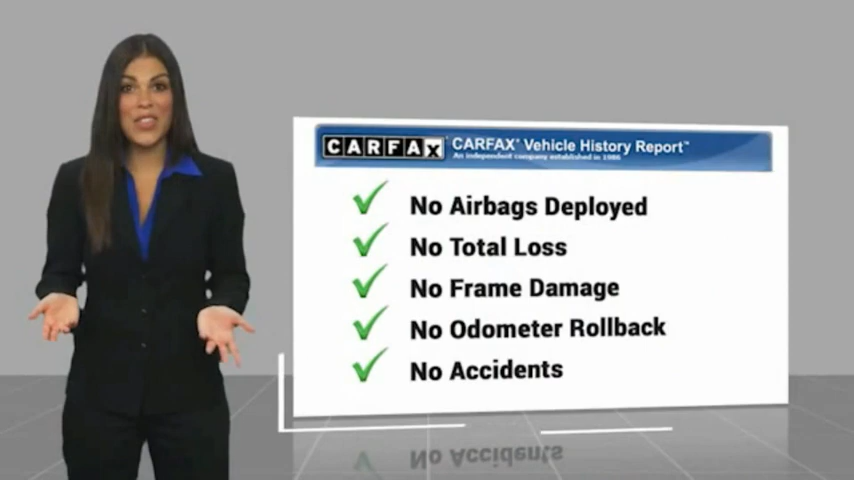 CARFAX CARFAX® Vehicle History Report™
An independent company established in 1986
No Airbags Deployed
No Total Loss
No Frame Damage
No Odometer Rollback
No Accidents
No Accidents